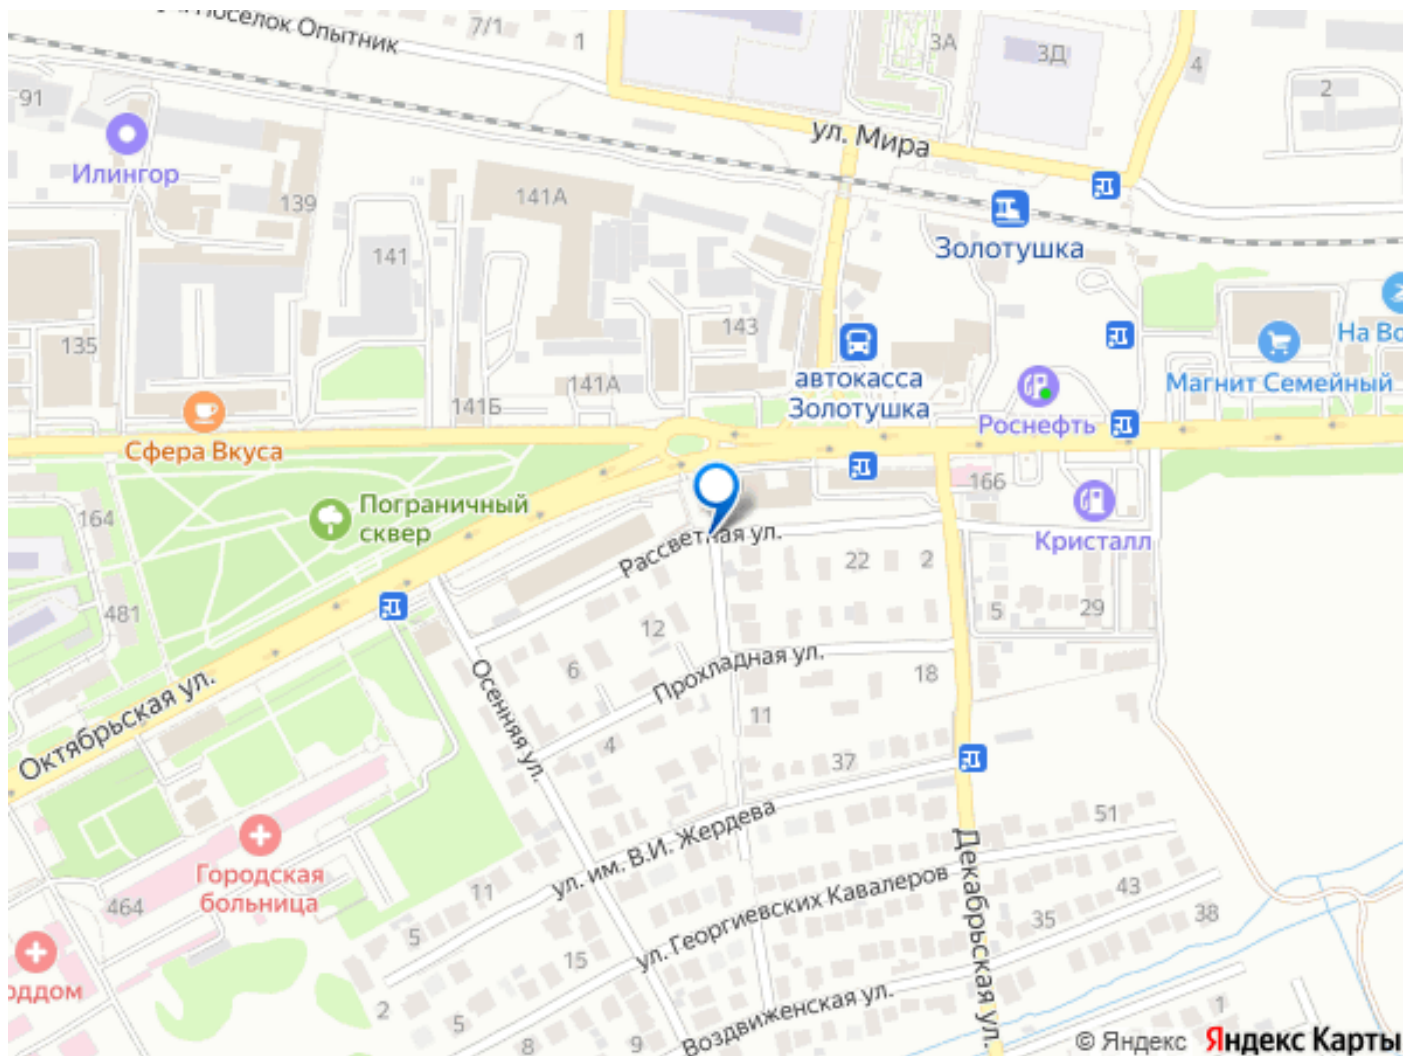 Поселок Опытник
7/1
1
3А
3Д
4
2
91
ул. Мира
Илингор
139
141А
141
Золотушка
143
135
На Во
автокасса
Золотушка
Магнит Семейный
141А
141Б
Роснефть
Сфера Вкуса
166
Пограничный
сквер
164
Рассветная ул.
Кристалл
22
2
481
12
5
29
Прохладная ул.
6
18
Осенняя ул.
Октябрьская ул.
11
4
37
ул. им. В.И. Жердева
51
Декабрьская ул.
Городская
больница
464
11
ул. Георгиевских Кавалеров
43
35
38
5
15
оддом
2
5
Воздвиженская ул.
8
9
1
© Яндекс Яндекс Карты